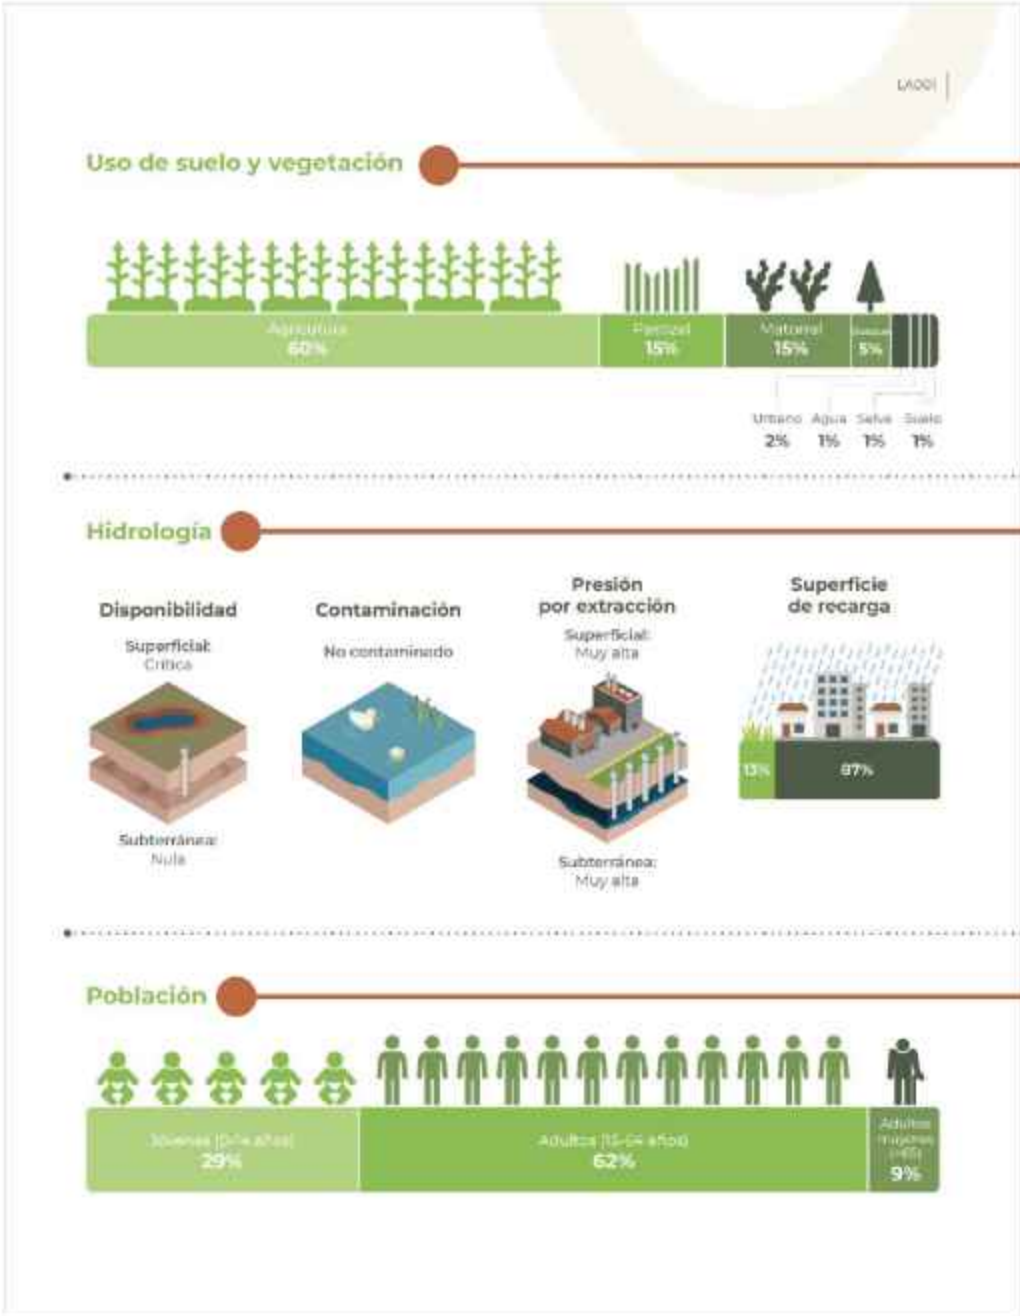 Uso de suelo y vegetación
Agricultura
60%
Pastizal
15%
Matorral
15%
5%
Urbano Agua Selva Suelo
2% 1% 1% 1%
Hidrología
Disponibilidad
Superficial:
Crítica
Subterránea:
Nula
Contaminación
No contaminado
Presión
por extracción
Superficial:
Muy alta
Subterránea:
Muy alta
Superficie
de recarga
13% 87%
Población
Jóvenes (0-14 años)
29%
Adultos (15-64 años)
62%
Adultos
mayores
(>65)
9%